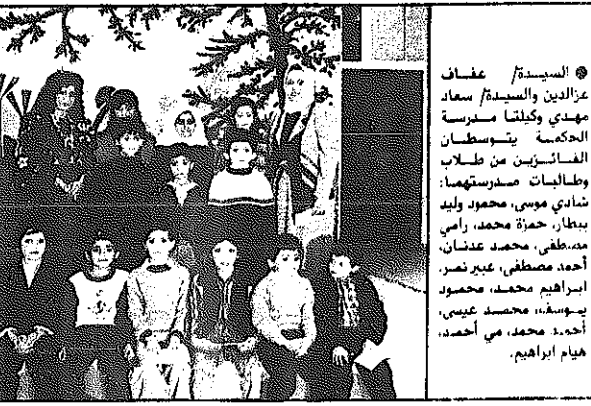 ● السيدة/ عفاف
عزالدين والسيدة/ سعاد
مهدي وكيلتا مدرسة
الحكمة يتوسطان
الفائزين من طلاب
وطالبات مدرستهما:
شادي موسى، محمود وليد
بيطار، حمزة محمد، رامي
مصطفى، محمد عدنان،
أحمد مصطفى، عبير نمر،
ابراهيم محمد، محمود
يوسف، محمد عيسى،
أحمد محمد، مي أحمد،
هيام ابراهيم.